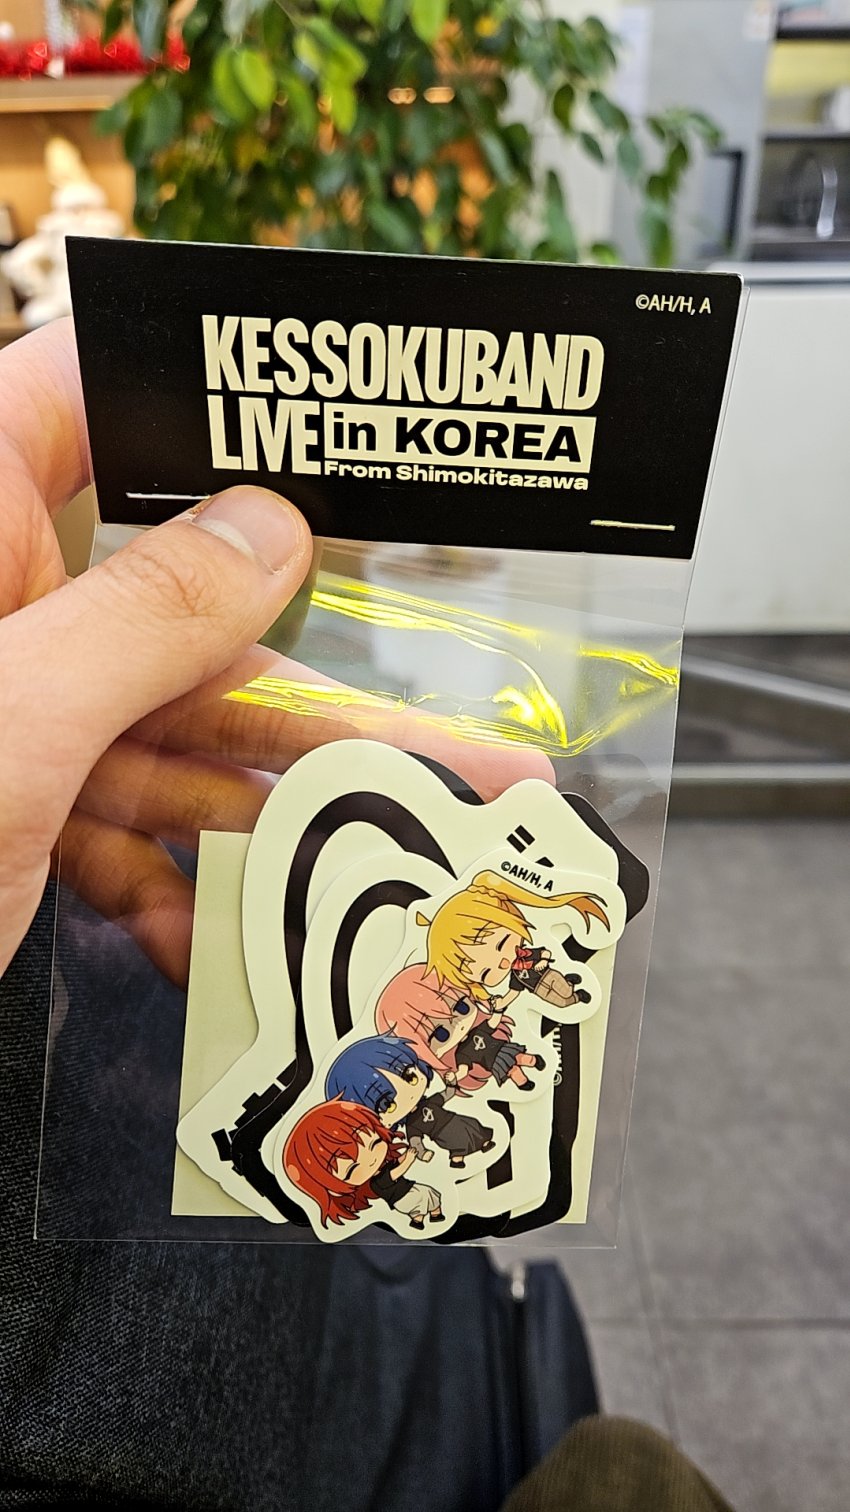 ©AH/H, A
KESSOKUBAND
LIVE in KOREA
From Shimokitazawa
©AH/H, A